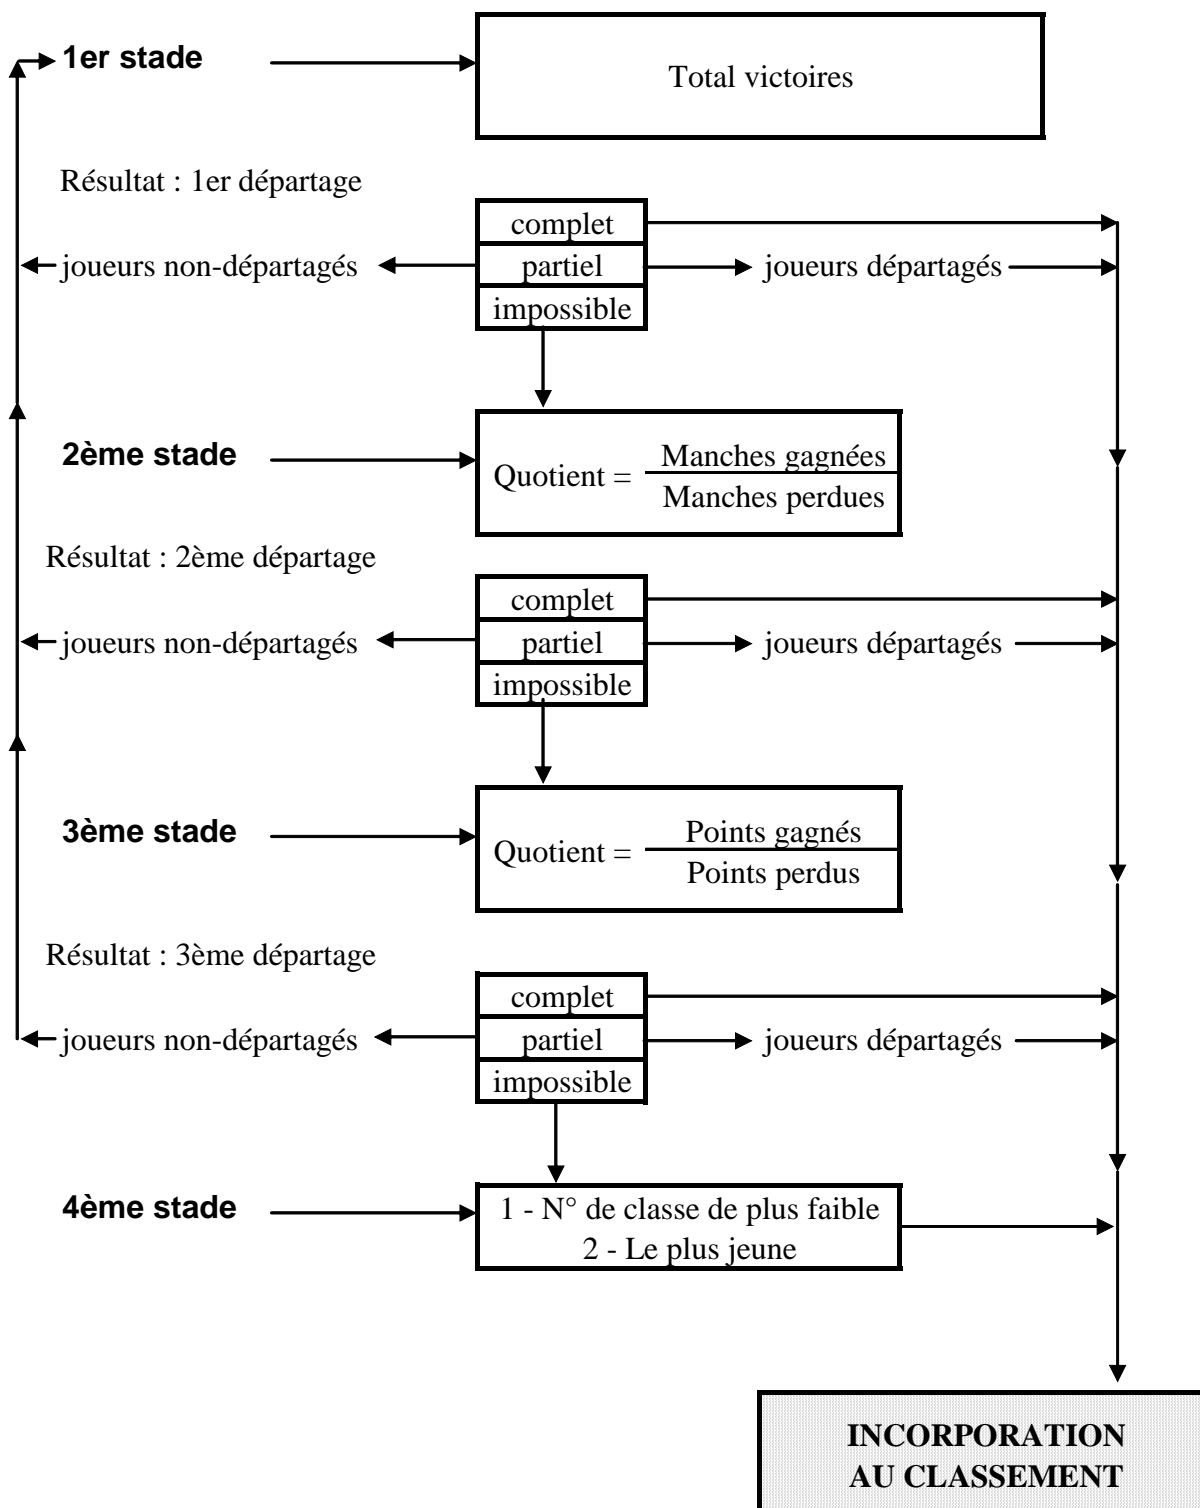 1er stade
Total victoires
Résultat : 1er départage
complet
joueurs non-départagés partiel joueurs départagés
impossible
2ème stade
Manches gagnées
Quotient =
Manches perdues
Résultat : 2ème départage
complet
joueurs non-départagés partiel joueurs départagés
impossible
3ème stade
Points gagnés
Quotient =
Points perdus
Résultat : 3ème départage
complet
joueurs non-départagés partiel joueurs départagés
impossible
4ème stade
1 - N° de classe de plus faible
2 - Le plus jeune
INCORPORATION
AU CLASSEMENT